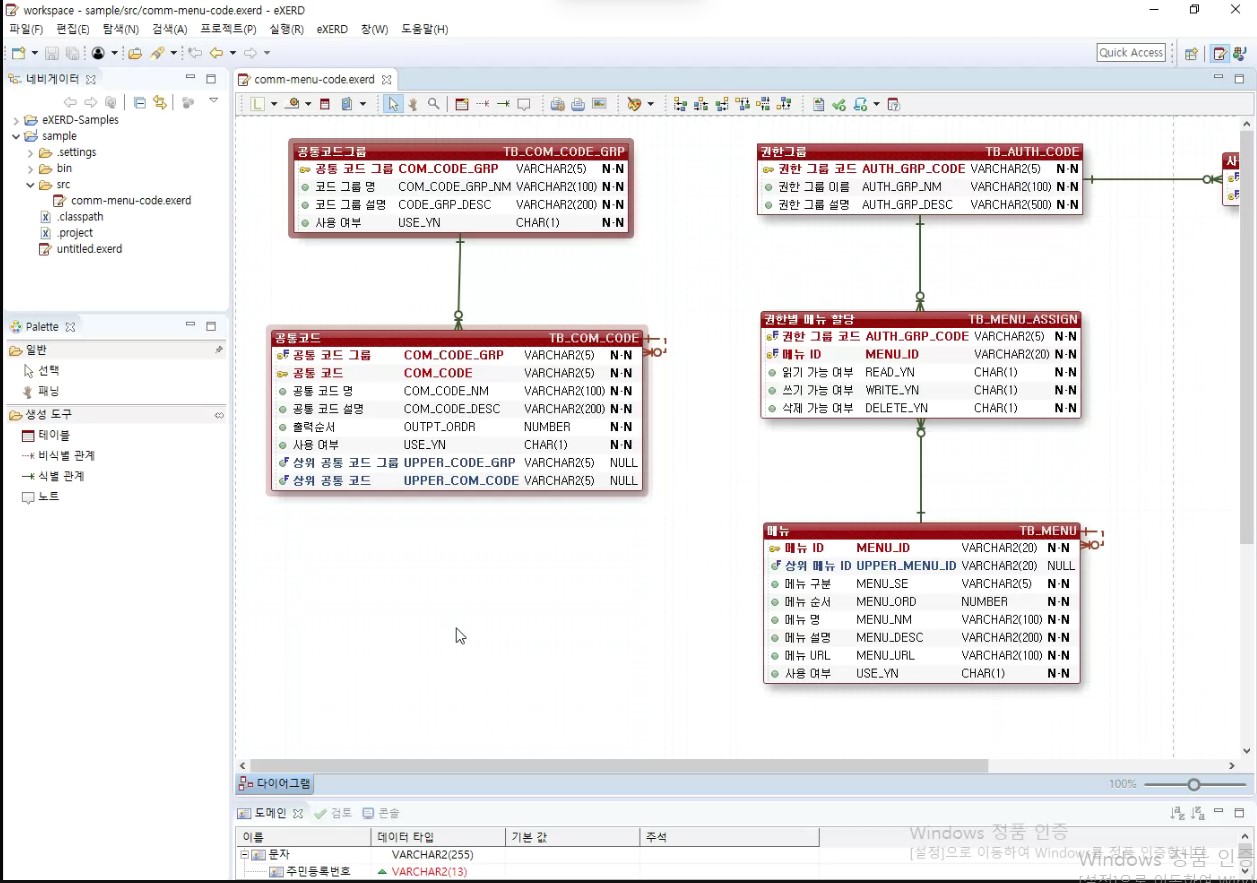 workspace - sample/src/comm-menu-code.exerd - eXERD
파일(F) 편집(E) 탐색(N) 검색(A) 프로젝트(P) 실행(R) eXERD 창(W) 도움말(H)
Quick Access
네비게이터
eXERD-Samples
sample
.settings
bin
src
comm-menu-code.exerd
.classpath
.project
untitled.exerd
Palette
일반
선택
패닝
생성 도구
테이블
비식별 관계
식별 관계
노트
comm-menu-code.exerd
공통코드그룹 TB_COM_CODE_GRP
공통 코드 그룹 COM_CODE_GRP VARCHAR2(5) N-N
코드 그룹 명 COM_CODE_GRP_NM VARCHAR2(100) N-N
코드 그룹 설명 CODE_GRP_DESC VARCHAR2(200) N-N
사용 여부 USE_YN CHAR(1) N-N
공통코드 TB_COM_CODE
공통 코드 그룹 COM_CODE_GRP VARCHAR2(5) N-N
공통 코드 COM_CODE VARCHAR2(5) N-N
공통 코드 명 COM_CODE_NM VARCHAR2(100) N-N
공통 코드 설명 COM_CODE_DESC VARCHAR2(200) N-N
출력순서 OUTPT_ORDR NUMBER N-N
사용 여부 USE_YN CHAR(1) N-N
상위 공통 코드 그룹 UPPER_CODE_GRP VARCHAR2(5) NULL
상위 공통 코드 UPPER_COM_CODE VARCHAR2(5) NULL
권한그룹 TB_AUTH_CODE
권한 그룹 코드 AUTH_GRP_CODE VARCHAR2(5) N-N
권한 그룹 이름 AUTH_GRP_NM VARCHAR2(100) N-N
권한 그룹 설명 AUTH_GRP_DESC VARCHAR2(500) N-N
사
권한별 메뉴 할당 TB_MENU_ASSIGN
권한 그룹 코드 AUTH_GRP_CODE VARCHAR2(5) N-N
메뉴 ID MENU_ID VARCHAR2(20) N-N
읽기 가능 여부 READ_YN CHAR(1) N-N
쓰기 가능 여부 WRITE_YN CHAR(1) N-N
삭제 가능 여부 DELETE_YN CHAR(1) N-N
메뉴 TB_MENU
메뉴 ID MENU_ID VARCHAR2(20) N-N
상위 메뉴 ID UPPER_MENU_ID VARCHAR2(20) NULL
메뉴 구분 MENU_SE VARCHAR2(5) N-N
메뉴 순서 MENU_ORD NUMBER N-N
메뉴 명 MENU_NM VARCHAR2(100) N-N
메뉴 설명 MENU_DESC VARCHAR2(200) N-N
메뉴 URL MENU_URL VARCHAR2(100) N-N
사용 여부 USE_YN CHAR(1) N-N
다이어그램
100%
도메인 검토 콘솔
이름 데이터 타입 기본 값 주석
문자 VARCHAR2(255)
주민등록번호 VARCHAR2(13)
Windows 정품 인증
[설정]으로 이동하여 Windows를 정품 인증합니다.
Windows 정품 인증